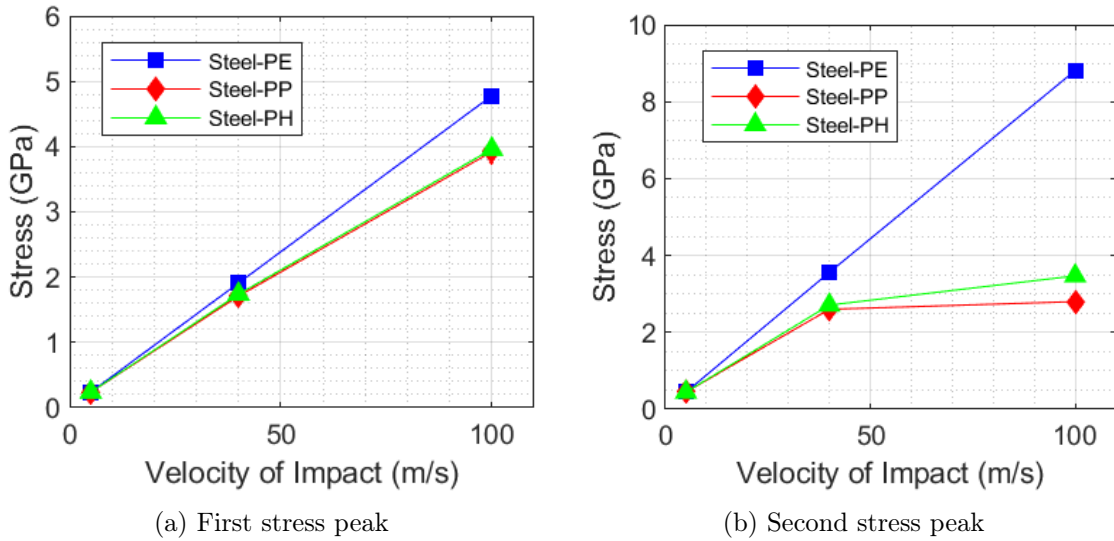 6
5
4
3
2
1
0
Stress (GPa)
Steel-PE
Steel-PP
Steel-PH
0 50 100
Velocity of Impact (m/s)
(a) First stress peak
10
8
6
4
2
0
Stress (GPa)
Steel-PE
Steel-PP
Steel-PH
0 50 100
Velocity of Impact (m/s)
(b) Second stress peak